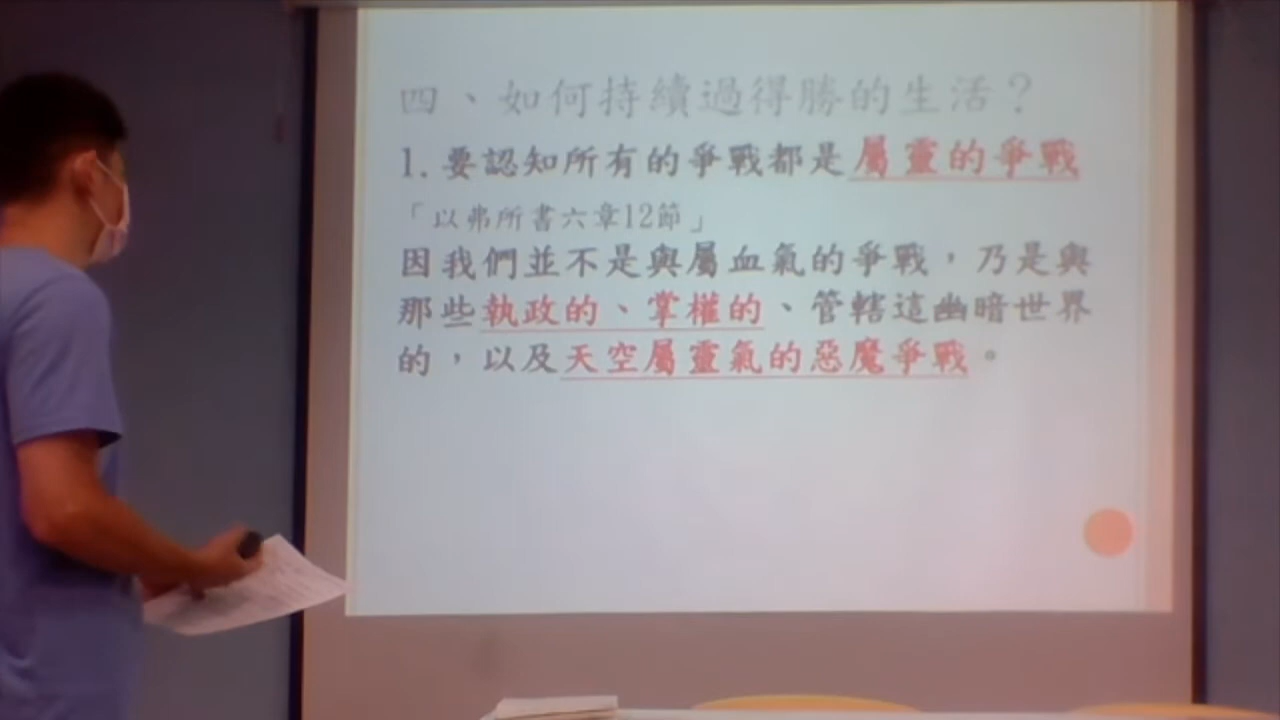 四、如何持續過得勝的生活？
1.要認知所有的爭戰都是屬靈的爭戰
「以弗所書六章12節」
因我們並不是與屬血氣的爭戰，乃是與
那些執政的、掌權的、管轄這幽暗世界
的，以及天空屬靈氣的惡魔爭戰。